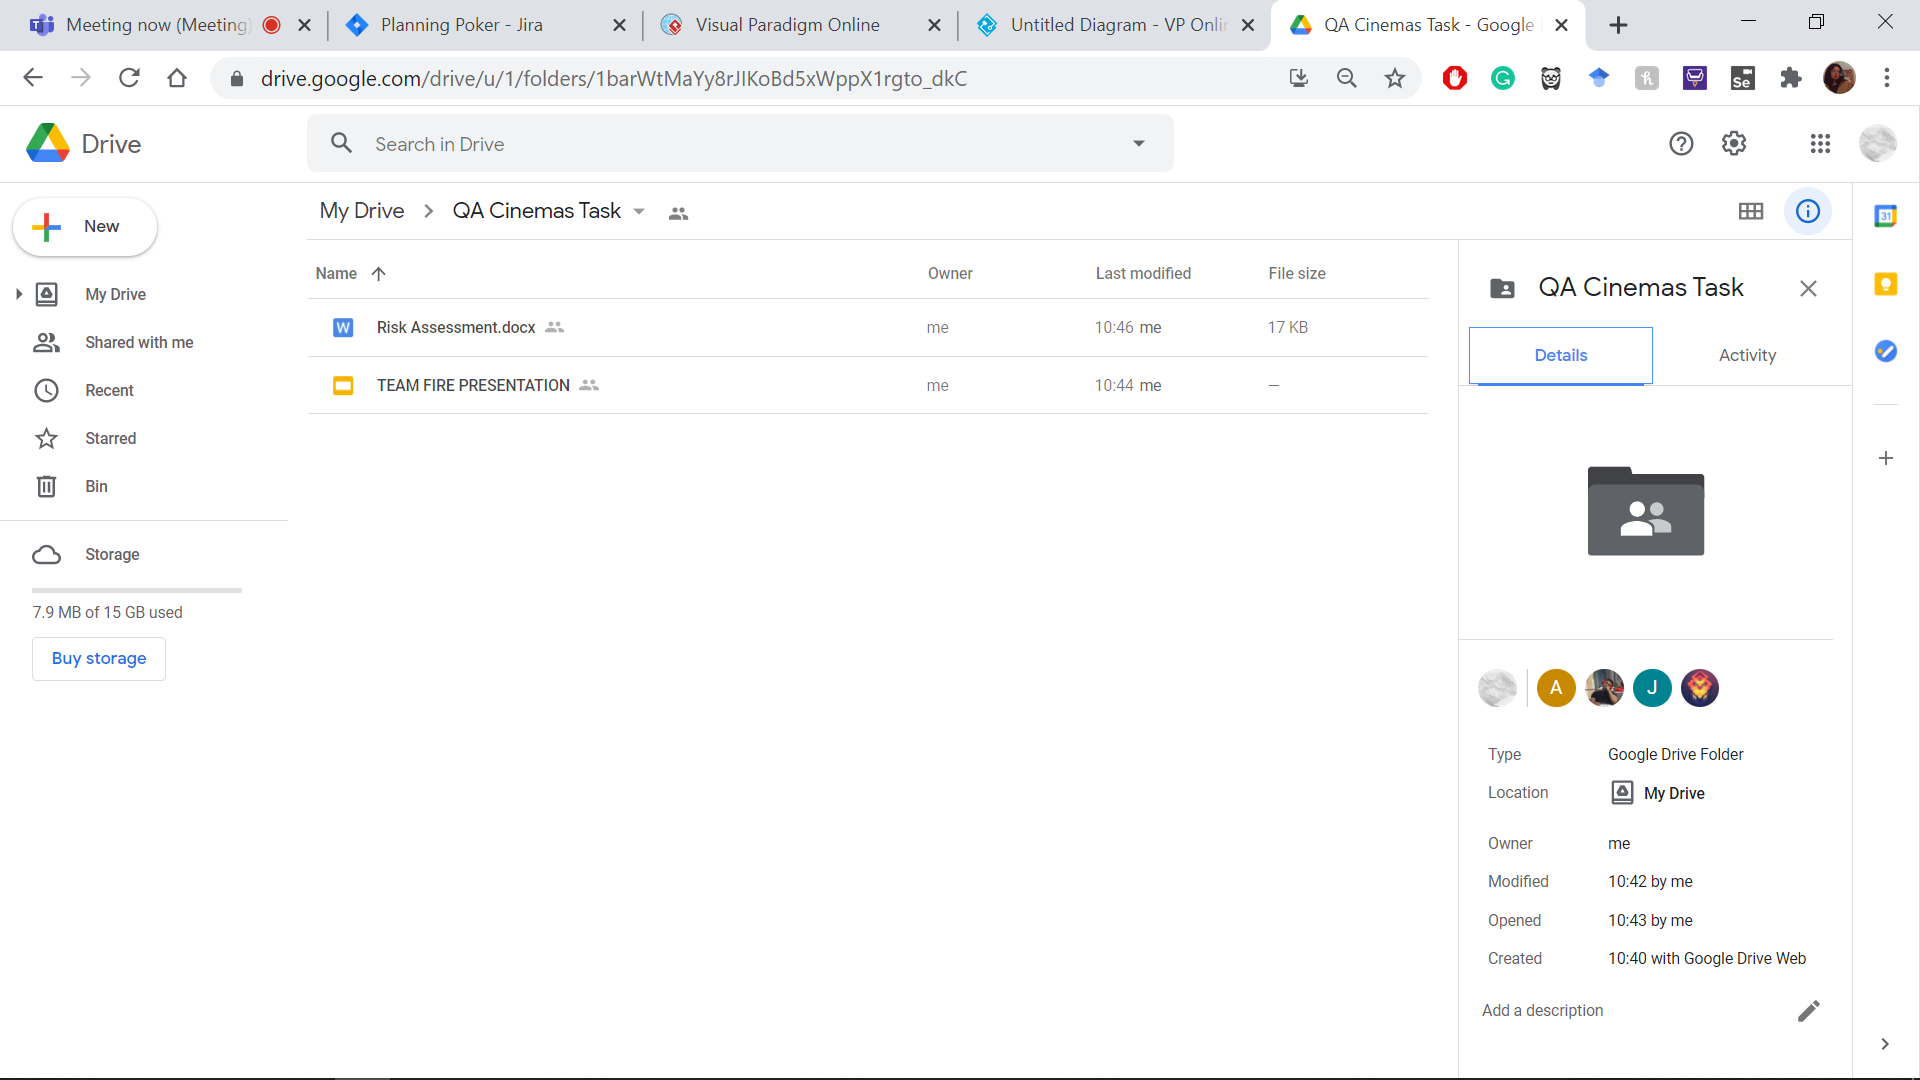 Meeting now (Meeting)
Planning Poker - Jira
Visual Paradigm Online
Untitled Diagram - VP Onlin
QA Cinemas Task - Google
drive.google.com/drive/u/1/folders/1barWtMaYy8rJIKoBd5xWppX1rgto_dkC
Se
Drive
Search in Drive
My Drive
QA Cinemas Task
31
New
Name
Owner
Last modified
File size
QA Cinemas Task
My Drive
W
Risk Assessment.docx
me
10:46 me
17 KB
Shared with me
Details
Activity
TEAM FIRE PRESENTATION
me
10:44 me
—
Recent
Starred
Bin
Storage
7.9 MB of 15 GB used
Buy storage
A
J
Type
Google Drive Folder
Location
My Drive
Owner
me
Modified
10:42 by me
Opened
10:43 by me
Created
10:40 with Google Drive Web
Add a description